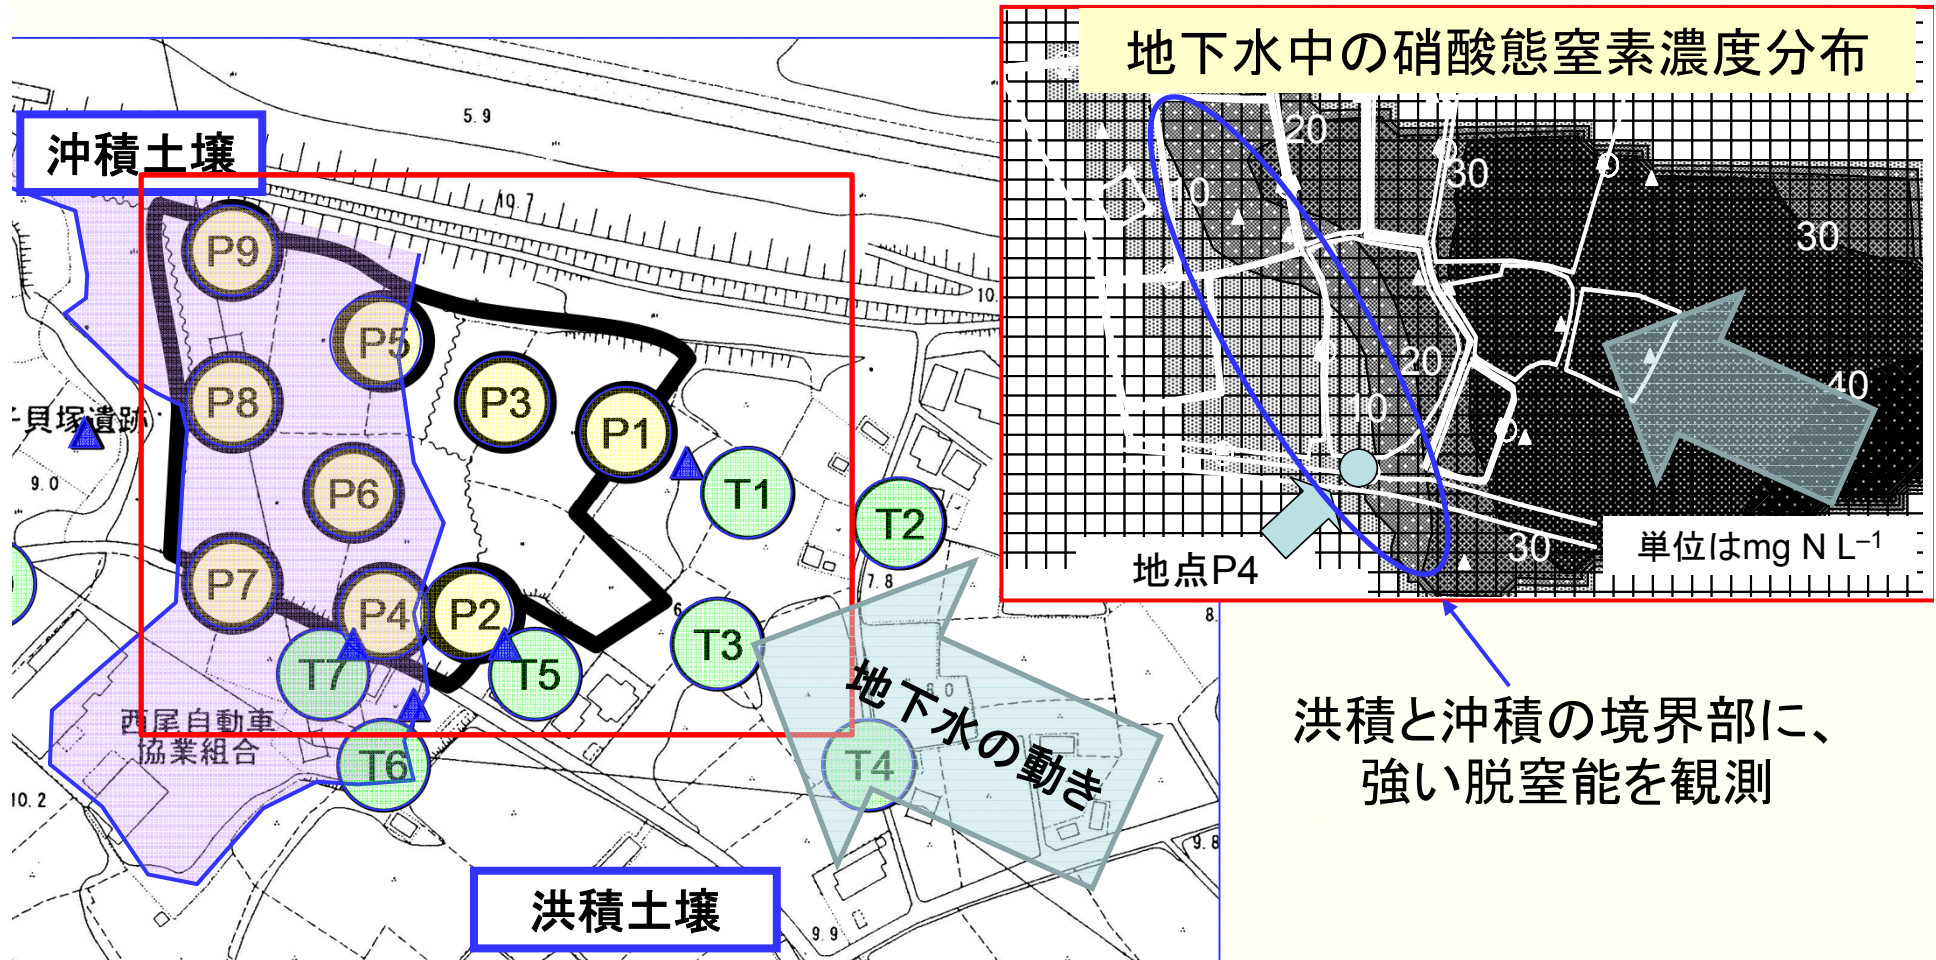 地下水中の硝酸態窒素濃度分布
5.9
沖積土壌
20
30
10
10.7
P9
30
P5
10.
20
40
P3
P8
P1
10
貝塚遺跡
9.0
P6
T1
T2
30
単位はmg N L⁻¹
地点P4
7.8
P7
P4
P2
6
8.
T3
T7
T5
地下水の動き
8.0
洪積と沖積の境界部に、
強い脱窒能を観測
西尾自動車
協業組合
T6
T4
10.2
9.8
洪積土壌
9.9